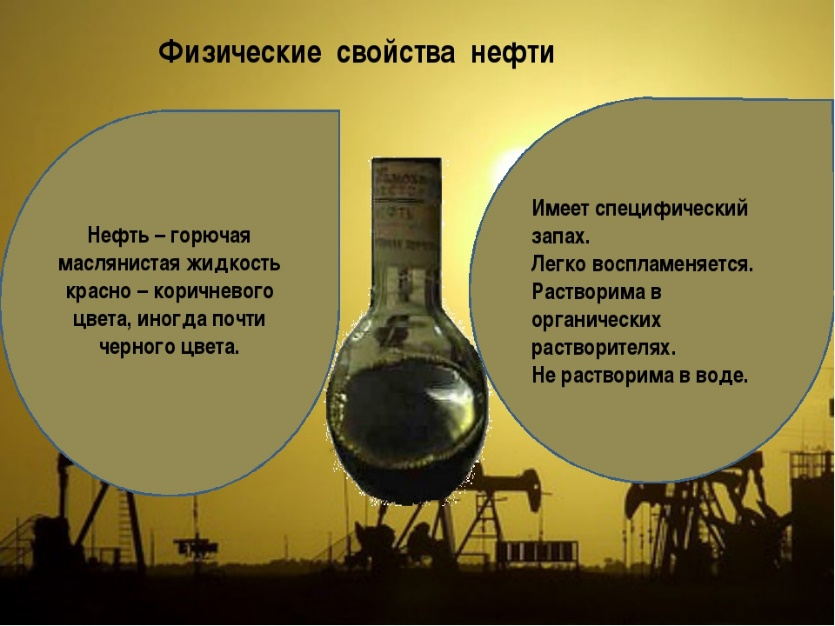 Физические свойства нефти
Нефть – горючая
маслянистая жидкость
красно – коричневого
цвета, иногда почти
черного цвета.
НЕФТЬ
Имеет специфический
запах.
Легко воспламеняется.
Растворима в
органических
растворителях.
Не растворима в воде.